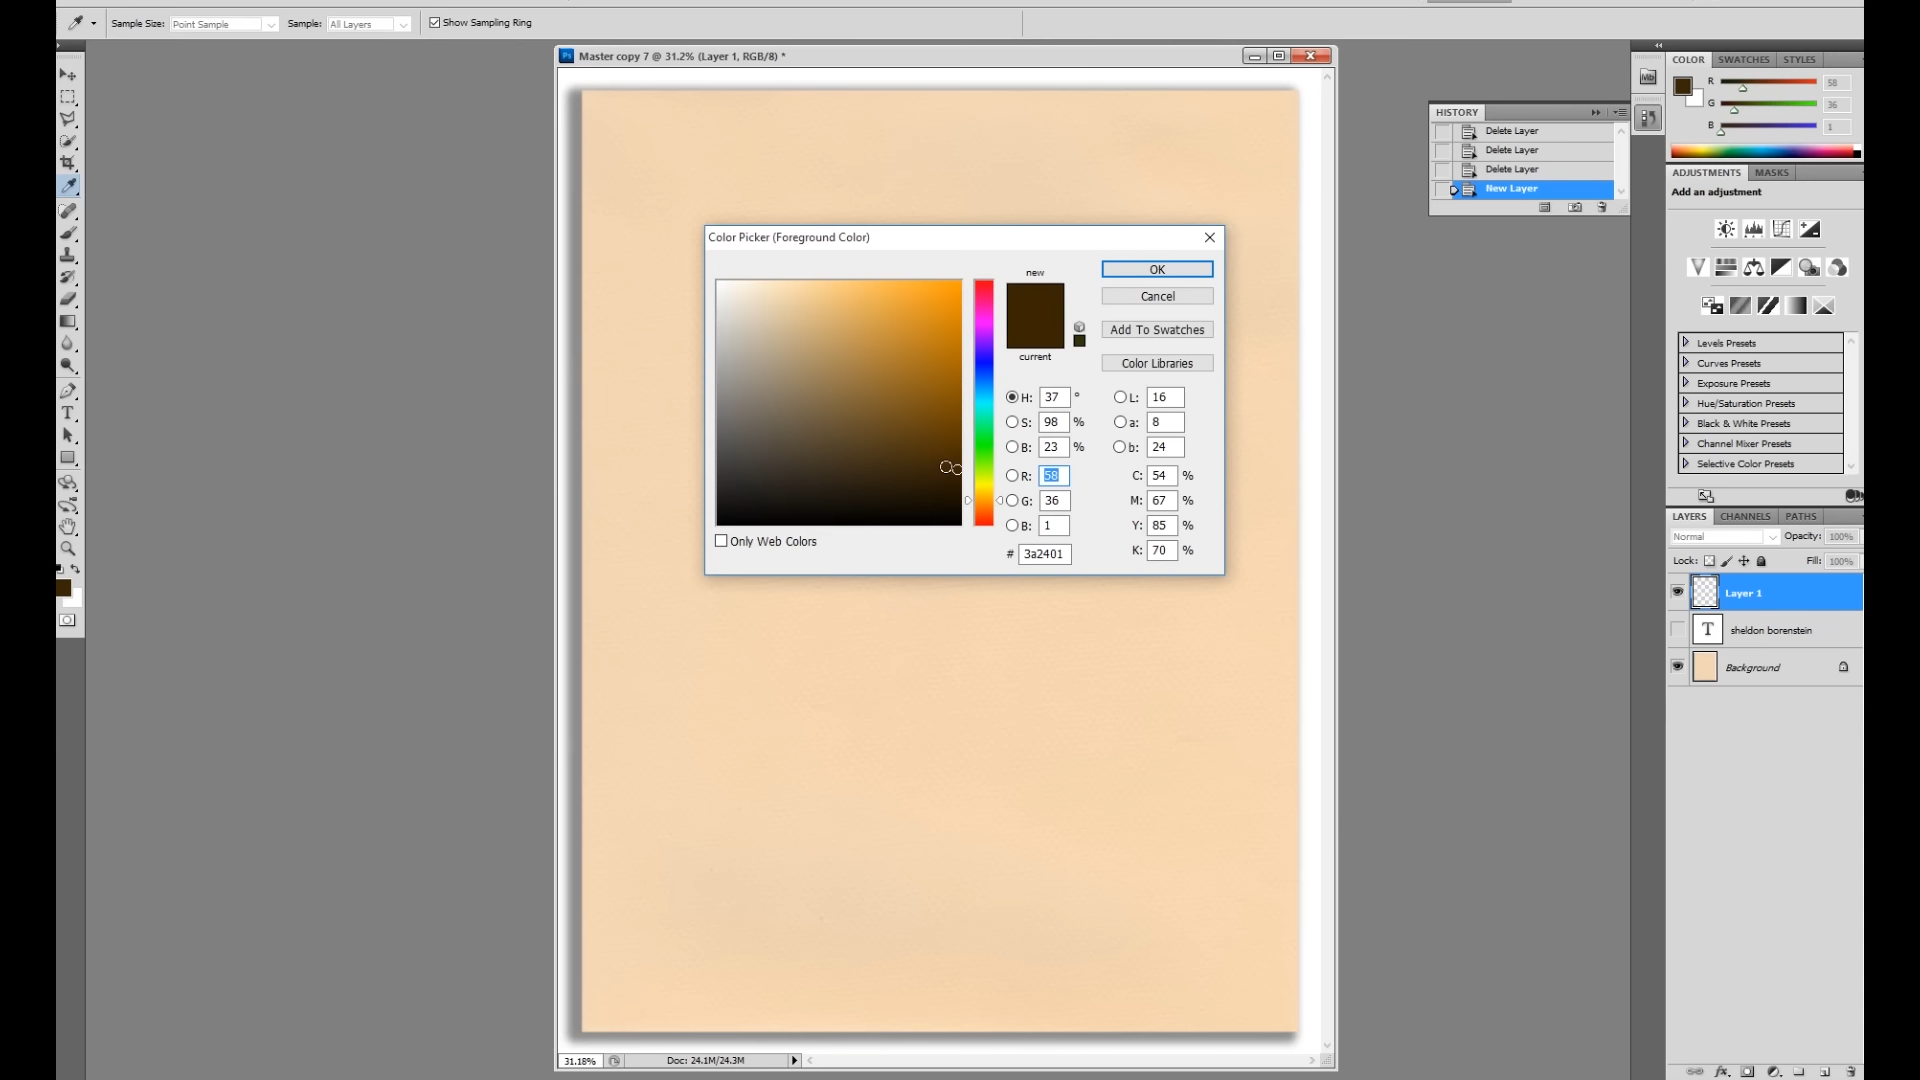 Sample Size: Point Sample Sample: All Layers Show Sampling Ring
Master copy 7 @ 31.2% (Layer 1, RGB/8) *
COLOR SWATCHES STYLES
R 58
G 36
B 1
HISTORY
Delete Layer
Delete Layer
Delete Layer
New Layer
ADJUSTMENTS MASKS
Add an adjustment
Levels Presets
Curves Presets
Exposure Presets
Hue/Saturation Presets
Black & White Presets
Channel Mixer Presets
Selective Color Presets
Color Picker (Foreground Color)
new
current
OK
Cancel
Add To Swatches
Color Libraries
H: 37 ° L: 16
S: 98 % a: 8
B: 23 % b: 24
R: 58 C: 54 %
G: 36 M: 67 %
B: 1 Y: 85 %
# 3a2401 K: 70 %
Only Web Colors
LAYERS CHANNELS PATHS
Normal Opacity: 100%
Lock: Fill: 100%
Layer 1
T sheldon borenstein
Background
31.18% Doc: 24.1M/24.3M
Mb
Ps
T
fx